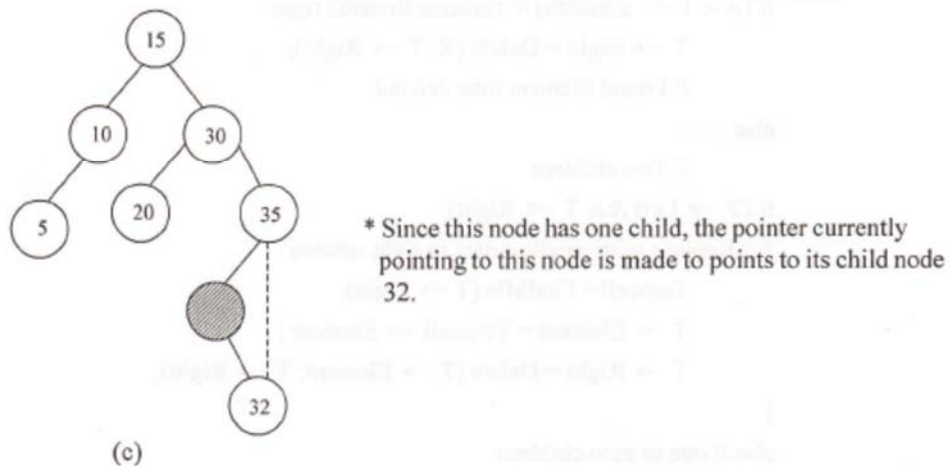 15
10
30
5
20
35
* Since this node has one child, the pointer currently
pointing to this node is made to points to its child node
32.
32
(c)